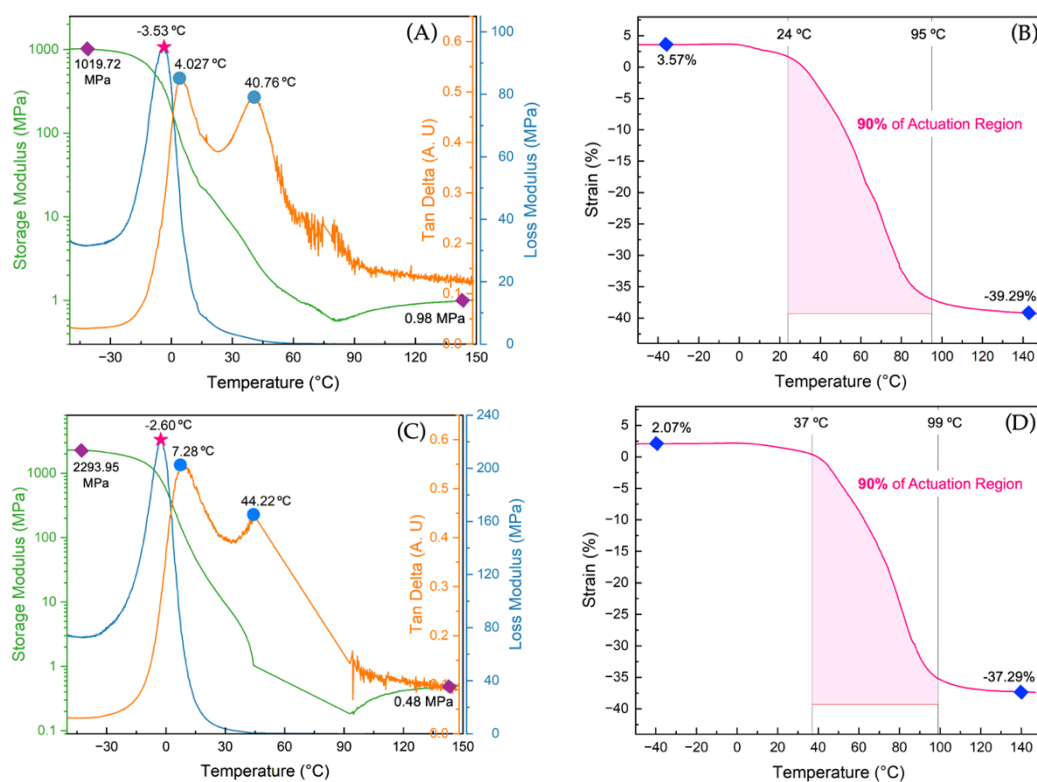 (A)
-3.53 ºC
4.027 ºC
40.76 ºC
1019.72
MPa
0.98 MPa
1000
100
10
1
Storage Modulus (MPa)
0.6
0.5
0.4
0.3
0.2
0.1
0.0
Tan Delta (A. U)
100
80
60
40
20
0
Loss Modulus (MPa)
−30 0 30 60 90 120 150
Temperature (°C)
(B)
24 ºC 95 ºC
3.57%
90% of Actuation Region
-39.29%
5
0
−5
−10
−15
−20
−25
−30
−35
−40
Strain (%)
−40 −20 0 20 40 60 80 100 120 140
Temperature (°C)
(C)
-2.60 ºC
7.28 ºC
44.22 ºC
2293.95
MPa
0.48 MPa
1000
100
10
1
0.1
Storage Modulus (MPa)
0.6
0.5
0.4
0.3
0.2
0.0
Tan Delta (A. U)
240
200
160
120
80
40
0
Loss Modulus (MPa)
−30 0 30 60 90 120 150
Temperature (°C)
(D)
37 ºC 99 ºC
2.07%
90% of Actuation Region
-37.29%
5
0
−5
−10
−15
−20
−25
−30
−35
−40
Strain (%)
−40 −20 0 20 40 60 80 100 120 140
Temperature (°C)